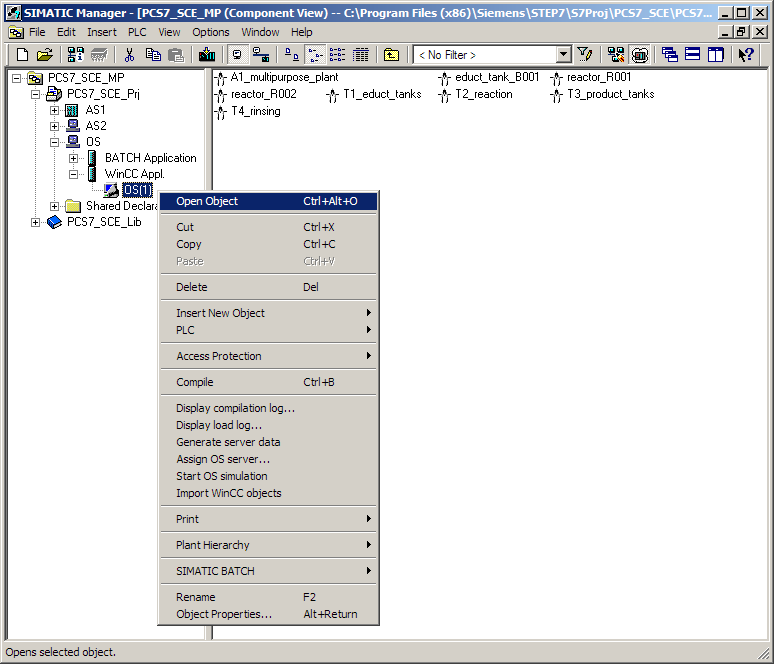 SIMATIC Manager - [PCS7_SCE_MP (Component View) -- C:\Program Files (x86)\Siemens\STEP7\S7Proj\PCS7_SCE\PCS7...
File Edit Insert PLC View Options Window Help
< No Filter >
PCS7_SCE_MP
PCS7_SCE_Prj
AS1
AS2
OS
BATCH Application
WinCC Appl.
OS(1)
Shared Declara
PCS7_SCE_Lib
A1_multipurpose_plant educt_tank_B001 reactor_R001
reactor_R002 T1_educt_tanks T2_reaction T3_product_tanks
T4_rinsing
Open Object Ctrl+Alt+O
Cut Ctrl+X
Copy Ctrl+C
Paste Ctrl+V
Delete Del
Insert New Object
PLC
Access Protection
Compile Ctrl+B
Display compilation log...
Display load log...
Generate server data
Assign OS server...
Start OS simulation
Import WinCC objects
Print
Plant Hierarchy
SIMATIC BATCH
Rename F2
Object Properties... Alt+Return
Opens selected object.